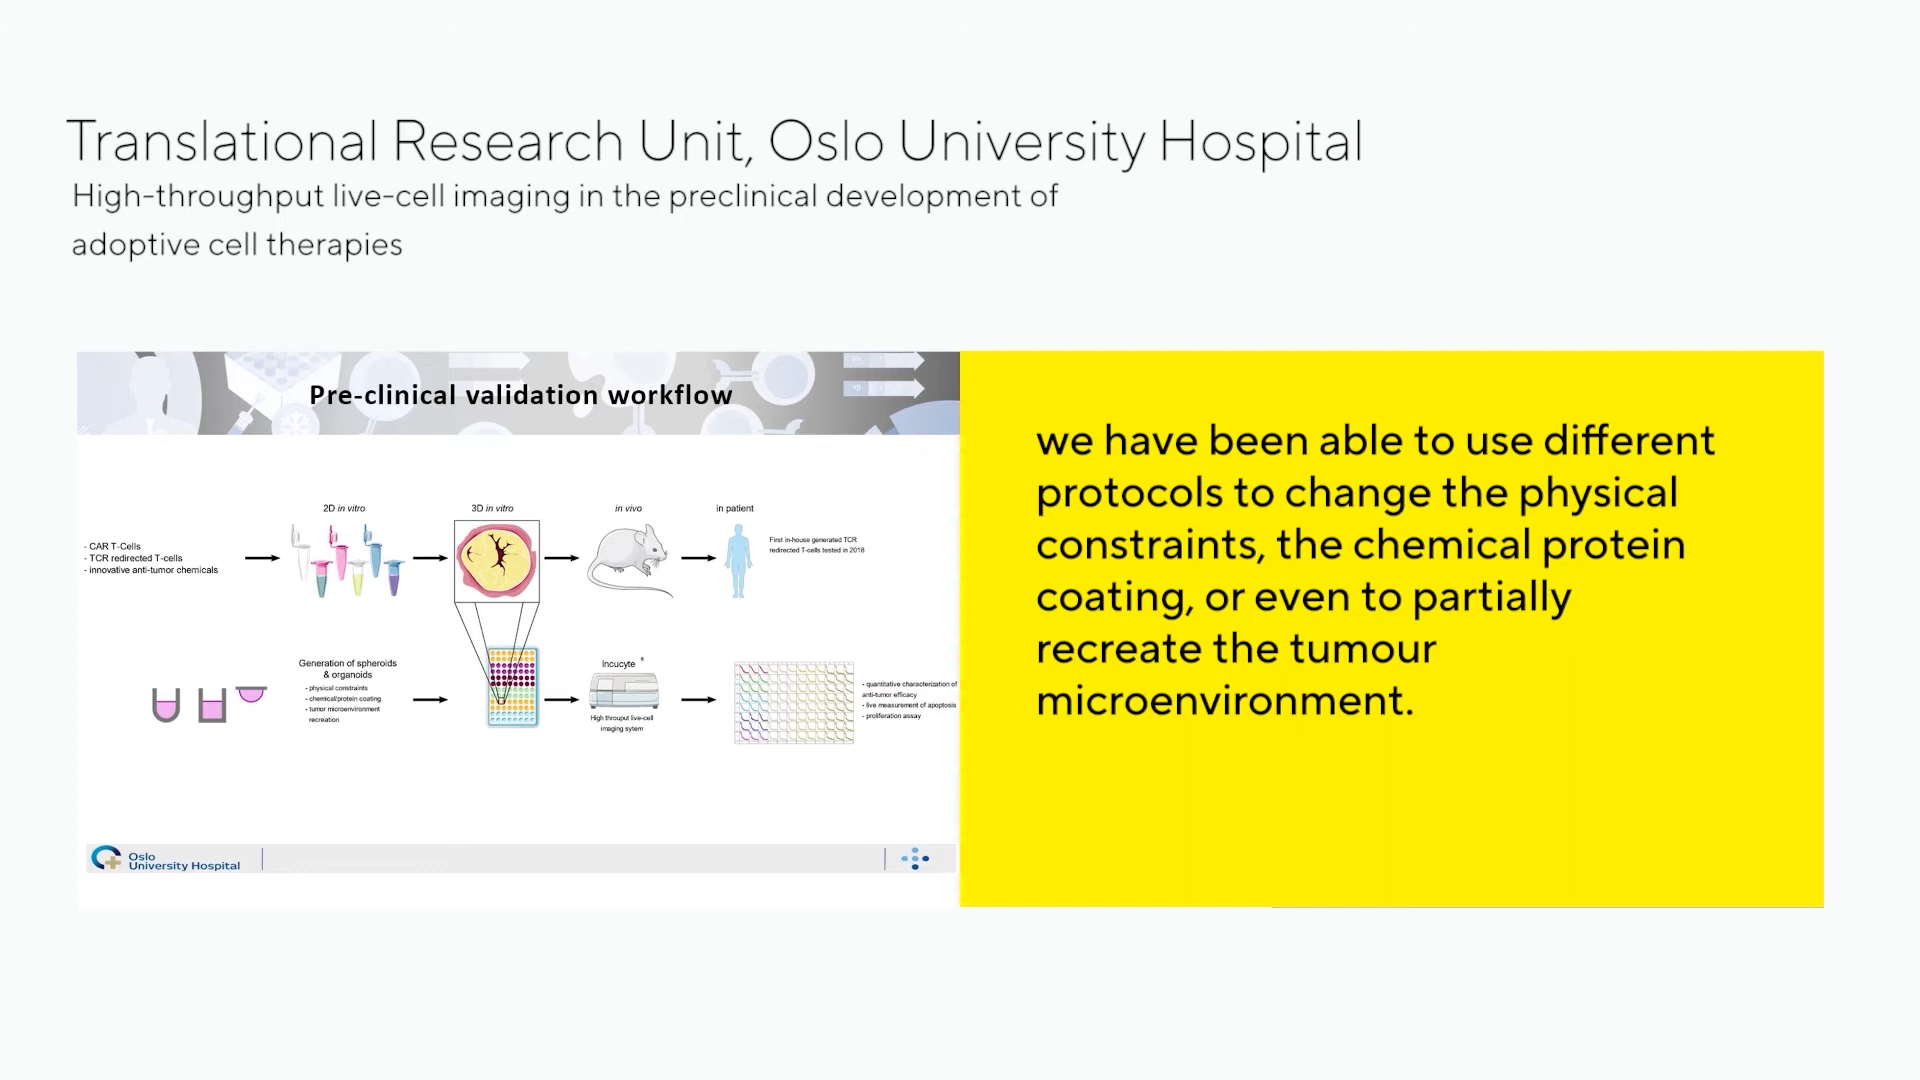 Translational Research Unit, Oslo University Hospital
High-throughput live-cell imaging in the preclinical development of
adoptive cell therapies
Pre-clinical validation workflow
2D in vitro
3D in vitro
in vivo
in patient
- CAR T-Cells
- TCR redirected T-cells
- innovative anti-tumor chemicals
First in-house generated TCR
redirected T-cells tested in 2018
Generation of spheroids
& organoids
- physical constraints
- chemical/protein coating
- tumor microenvironment
recreation
Incucyte ®
High throuput live-cell
imaging sytem
- quantitative characterization of
anti-tumor efficacy
- live measurement of apoptosis
- proliferation assay
Oslo
University Hospital
we have been able to use different
protocols to change the physical
constraints, the chemical protein
coating, or even to partially
recreate the tumour
microenvironment.